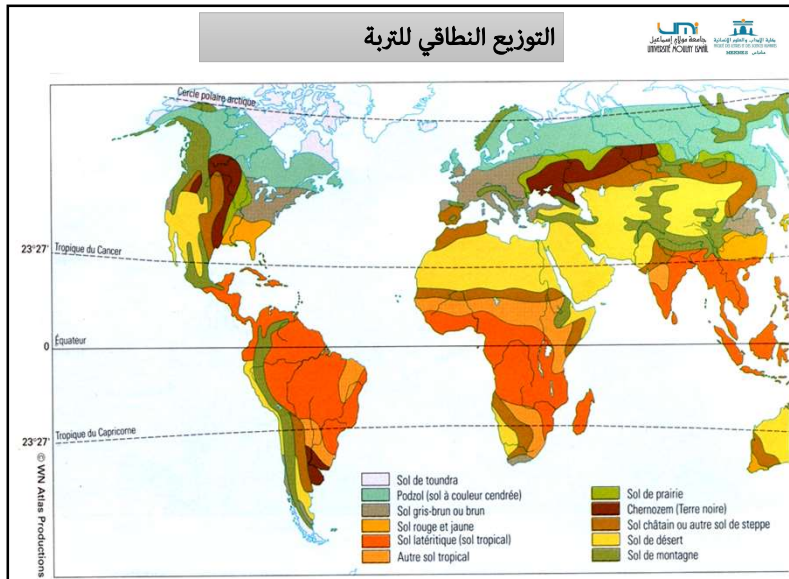 التوزيع النطاقي للتربة
جامعة مولاي إسماعيل
UNIVERSITÉ MOULAY ISMAÏL
MEKNES مكناس
Cercle polaire arctique
23°27'
Tropique du Cancer
0
Équateur
23°27'
Tropique du Capricorne
© WN Atlas Productions
Sol de toundra
Podzol (sol à couleur cendrée)
Sol gris-brun ou brun
Sol rouge et jaune
Sol latéritique (sol tropical)
Autre sol tropical
Sol de prairie
Chernozem (Terre noire)
Sol châtain ou autre sol de steppe
Sol de désert
Sol de montagne